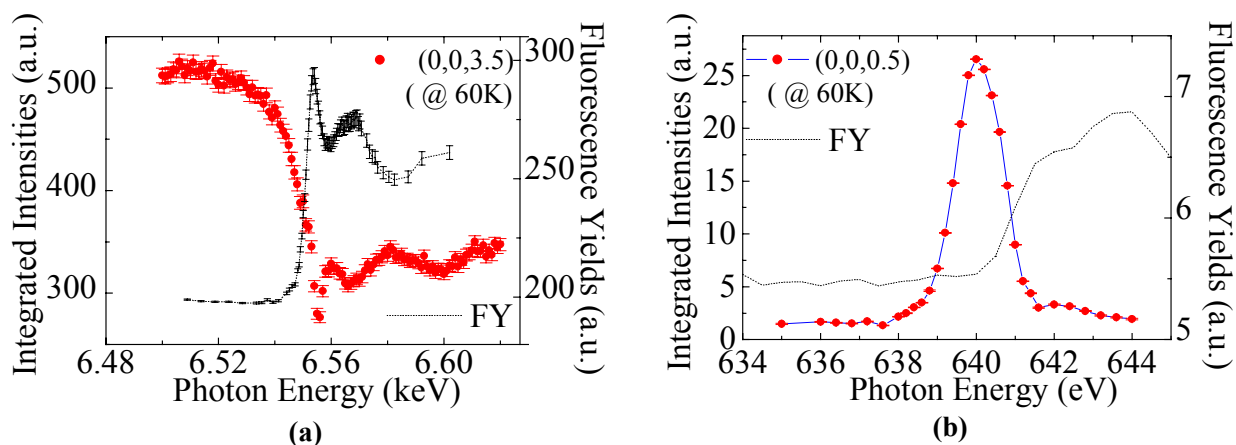 Integrated Intensities (a.u.)
500
400
300
(0,0,3.5)
( @ 60K)
FY
300
250
200
Fluorescence Yields (a.u.)
6.48
6.52
6.56
6.60
Photon Energy (keV)
(a)
Integrated Intensities (a.u.)
25
20
15
10
5
0
(0,0,0.5)
( @ 60K)
FY
7
6
5
Fluorescence Yields (a.u.)
634
636
638
640
642
644
Photon Energy (eV)
(b)